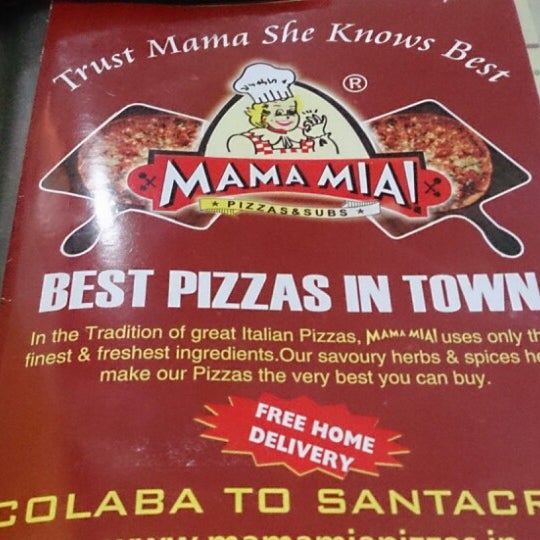 Trust Mama She Knows Best
®
MAMA MIA!
★ PIZZAS & SUBS ★
BEST PIZZAS IN TOWN
In the Tradition of great Italian Pizzas, MAMA MIA! uses only th
finest & freshest ingredients.Our savoury herbs & spices he
make our Pizzas the very best you can buy.
FREE HOME
DELIVERY
COLABA TO SANTACR